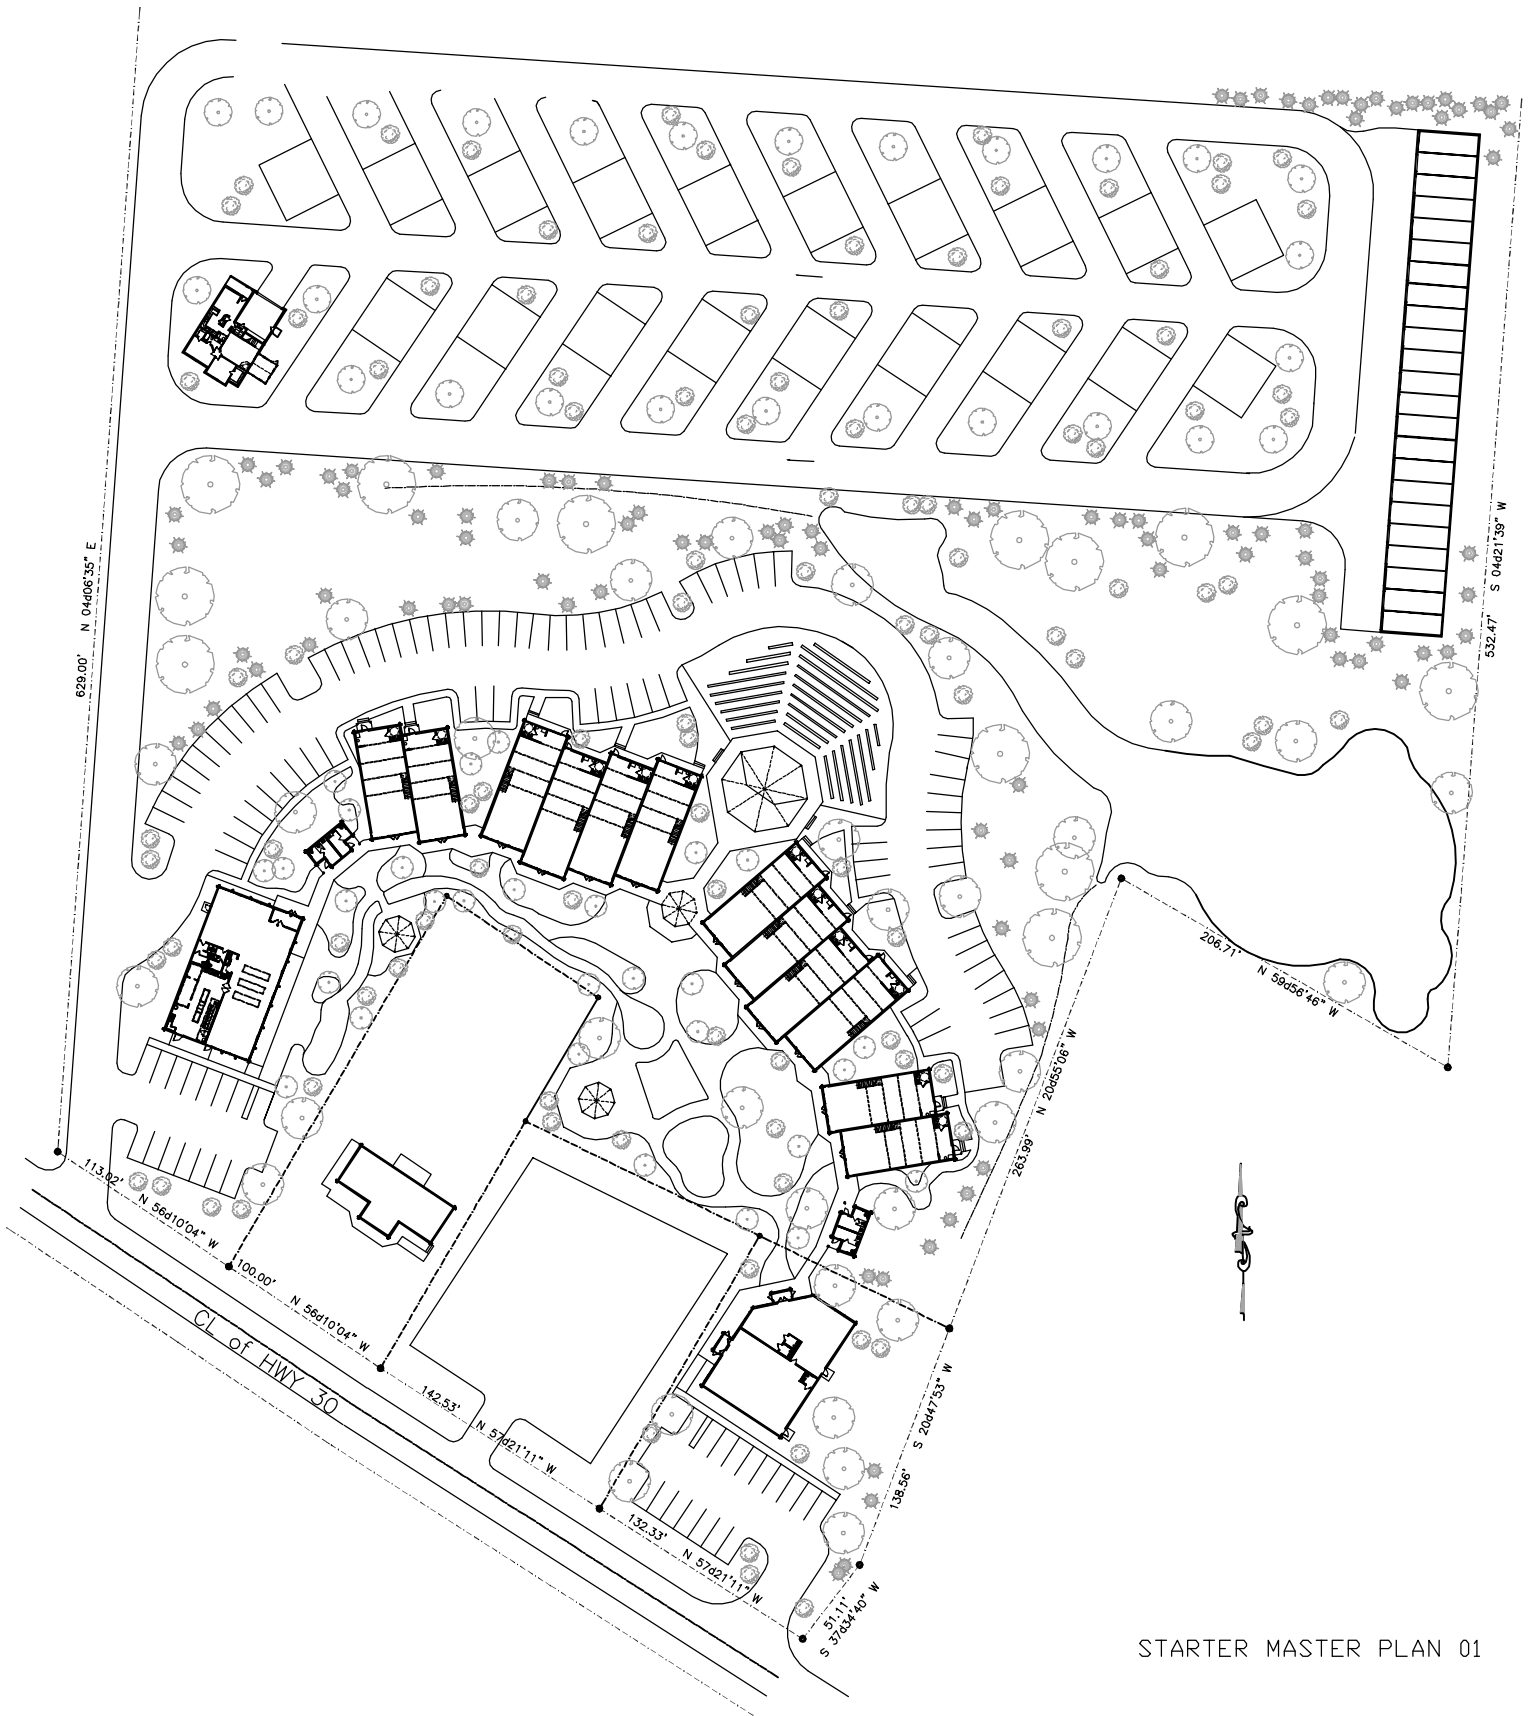 N 04d06'35" E
629.00'
S 04d21'39" W
532.47'
206.71'
N 59d56'46" W
N 20d55'06" W
263.99'
113.02'
N 56d10'04" W
100.00'
N 56d10'04" W
CL of HWY 30
142.53'
N 57d21'11" W
132.33'
N 57d21'11" W
S 20d47'53" W
138.56'
51.11'
S 37d34'40" W
STARTER MASTER PLAN 01